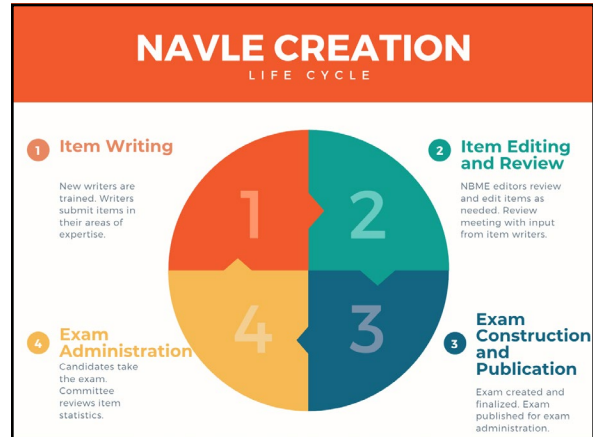 NAVLE CREATION
LIFE CYCLE
1
Item Writing
New writers are
trained. Writers
submit items in
their areas of
expertise.
2
Item Editing
and Review
NBME editors review
and edit items as
needed. Review
meeting with input
from item writers.
1
2
4
3
4
Exam
Administration
Candidates take
the exam.
Committee
reviews item
statistics.
3
Exam
Construction
and
Publication
Exam created and
finalized. Exam
published for exam
administration.